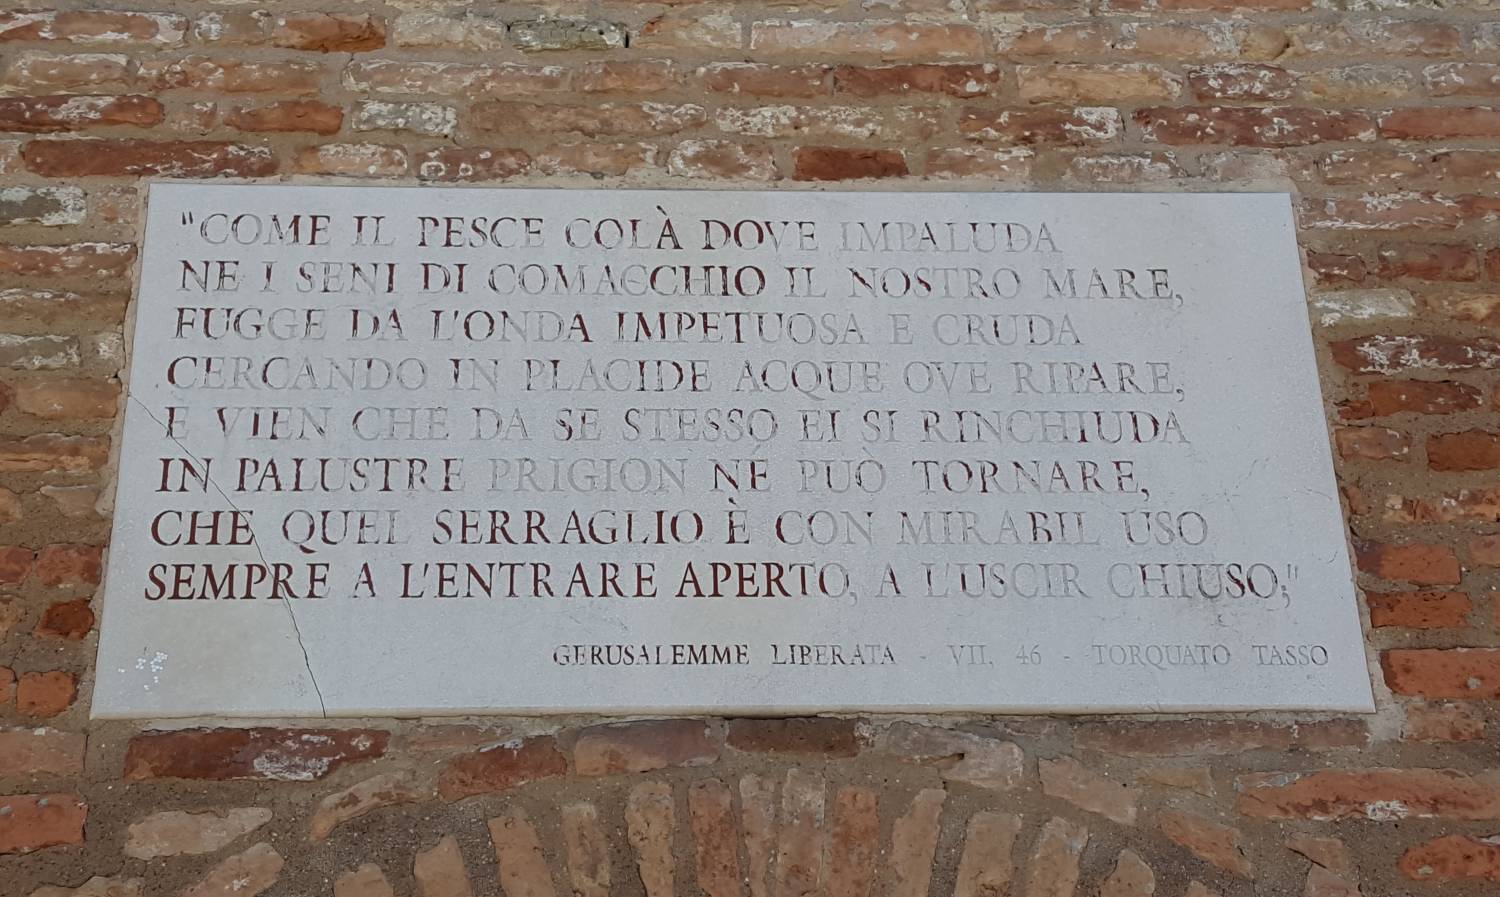 "COME IL PESCE COLÀ DOVE IMPALUDA
NE I SENI DI COMACCHIO IL NOSTRO MARE,
FUGGE DA L'ONDA IMPETUOSA E CRUDA
CERCANDO IN PLACIDE ACQUE OVE RIPARE,
E VIEN CHE DA SE STESSO EI SI RINCHIUDA
IN PALUSTRE PRIGION NÉ PUÒ TORNARE,
CHE QUEL SERRAGLIO È CON MIRABIL USO
SEMPRE A L'ENTRARE APERTO, A L'USCIR CHIUSO;"
GERUSALEMME LIBERATA - VII, 46 - TORQUATO TASSO